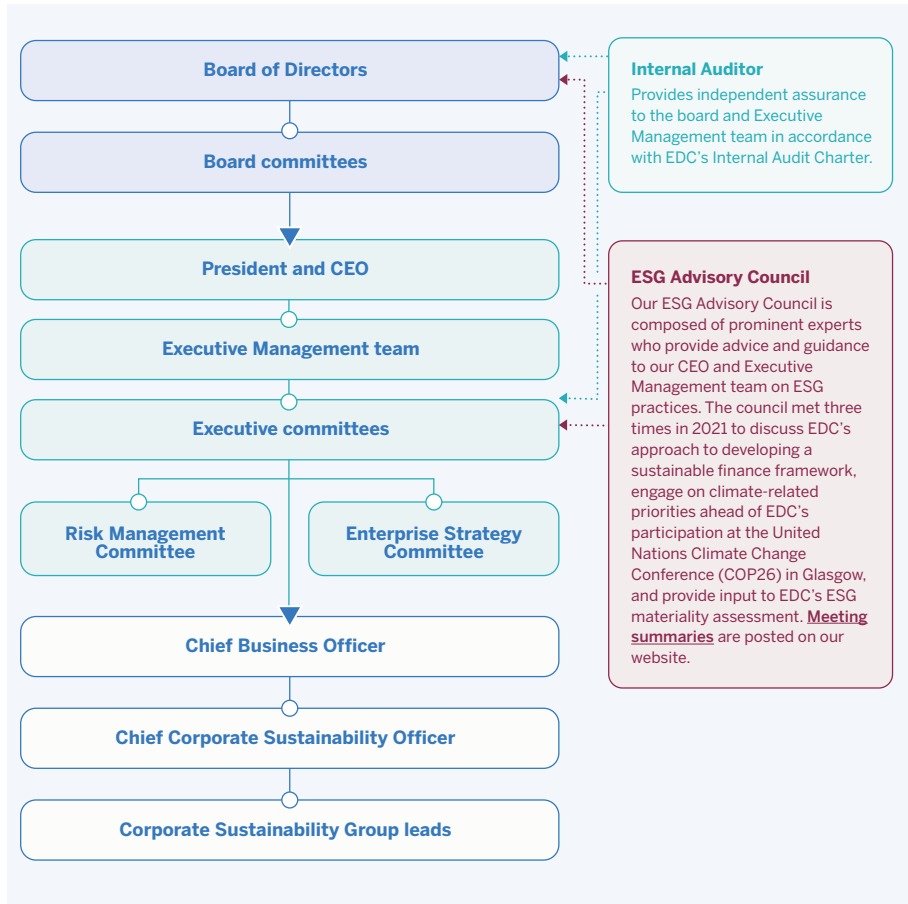 Board of Directors
Board committees
President and CEO
Executive Management team
Executive committees
Risk Management
Committee
Enterprise Strategy
Committee
Chief Business Officer
Chief Corporate Sustainability Officer
Corporate Sustainability Group leads
Internal Auditor
Provides independent assurance
to the board and Executive
Management team in accordance
with EDC’s Internal Audit Charter.
ESG Advisory Council
Our ESG Advisory Council is
composed of prominent experts
who provide advice and guidance
to our CEO and Executive
Management team on ESG
practices. The council met three
times in 2021 to discuss EDC’s
approach to developing a
sustainable finance framework,
engage on climate-related
priorities ahead of EDC’s
participation at the United
Nations Climate Change
Conference (COP26) in Glasgow,
and provide input to EDC’s ESG
materiality assessment. Meeting
summaries are posted on our
website.